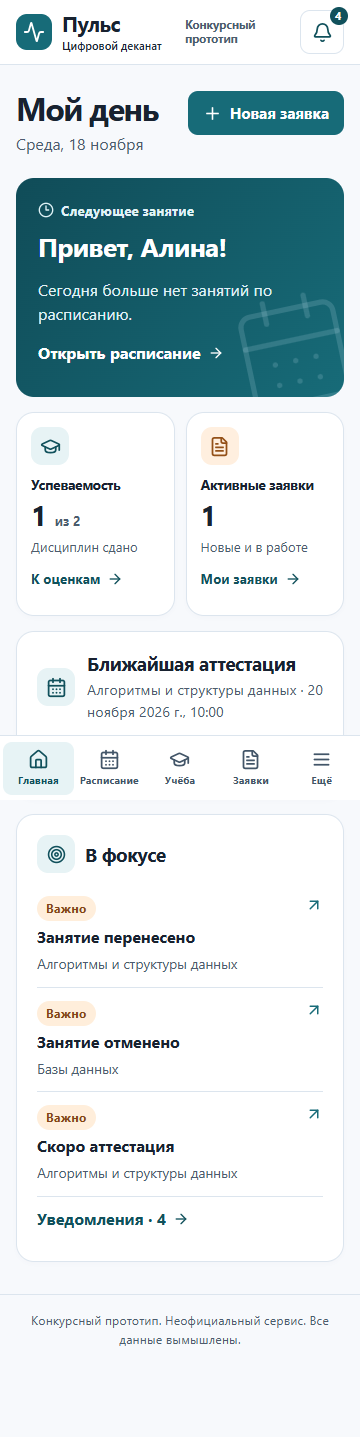 Пульс
Цифровой деканат
Конкурсный
прототип
4
Мой день
Новая заявка
Среда, 18 ноября
Следующее занятие
Привет, Алина!
Сегодня больше нет занятий по
расписанию.
Открыть расписание
Успеваемость
1 из 2
Дисциплин сдано
К оценкам
Активные заявки
1
Новые и в работе
Мои заявки
Ближайшая аттестация
Алгоритмы и структуры данных · 20
ноября 2026 г., 10:00
Главная
Расписание
Учёба
Заявки
Ещё
В фокусе
Важно
Занятие перенесено
Алгоритмы и структуры данных
Важно
Занятие отменено
Базы данных
Важно
Скоро аттестация
Алгоритмы и структуры данных
Уведомления · 4
Конкурсный прототип. Неофициальный сервис. Все
данные вымышлены.